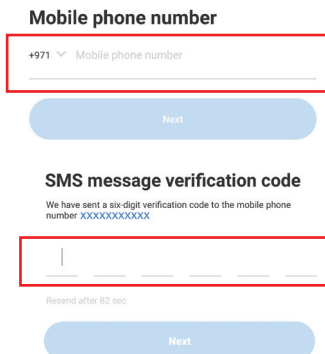 Mobile phone number
+971 Mobile phone number
Next
SMS message verification code
We have sent a six-digit verification code to the mobile phone
number XXXXXXXXXXX
Resend after 82 sec
Next